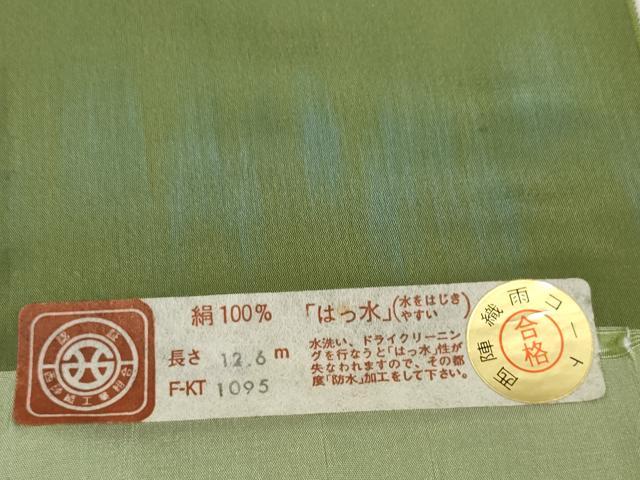 絹100%
「はっ水」(水をはじきやすい)
長さ 12.6 m
F-KT 1095
水洗い、ドライクリーニン
グを行なうと「はっ水」性が
失なわれますので、その都
度「防水」加工をして下さい。
西陣織雨コート
合格